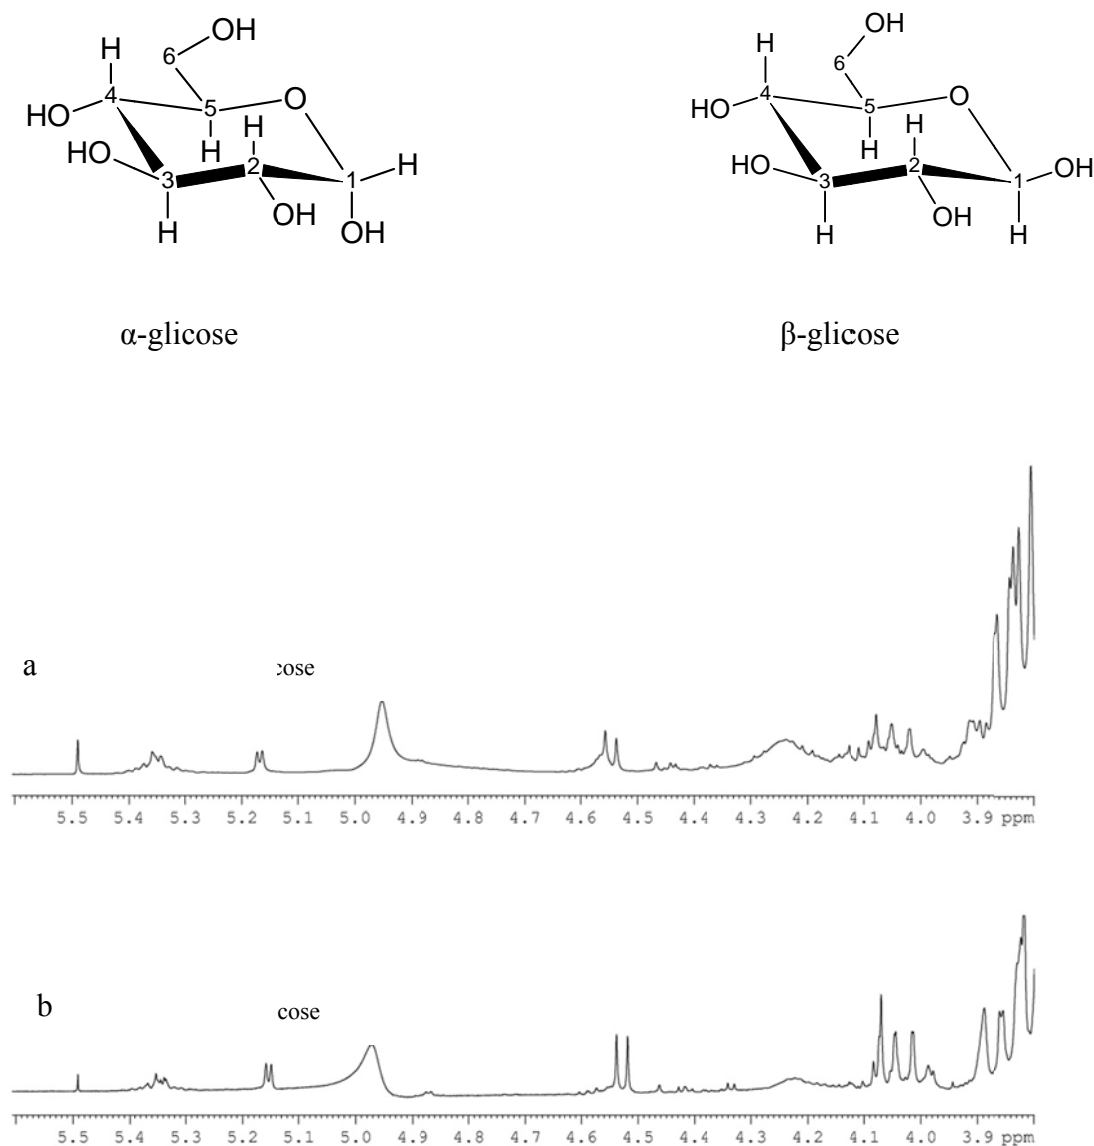 OH OH
H 6 H 6
4 5 O 4 5 O
HO H HO H
HO H 2 H HO H 2 OH
3 1 3 1
H OH OH H OH H
α-glicose β-glicose
a cose
5.5 5.4 5.3 5.2 5.1 5.0 4.9 4.8 4.7 4.6 4.5 4.4 4.3 4.2 4.1 4.0 3.9 ppm
b cose
5.5 5.4 5.3 5.2 5.1 5.0 4.9 4.8 4.7 4.6 4.5 4.4 4.3 4.2 4.1 4.0 3.9 ppm